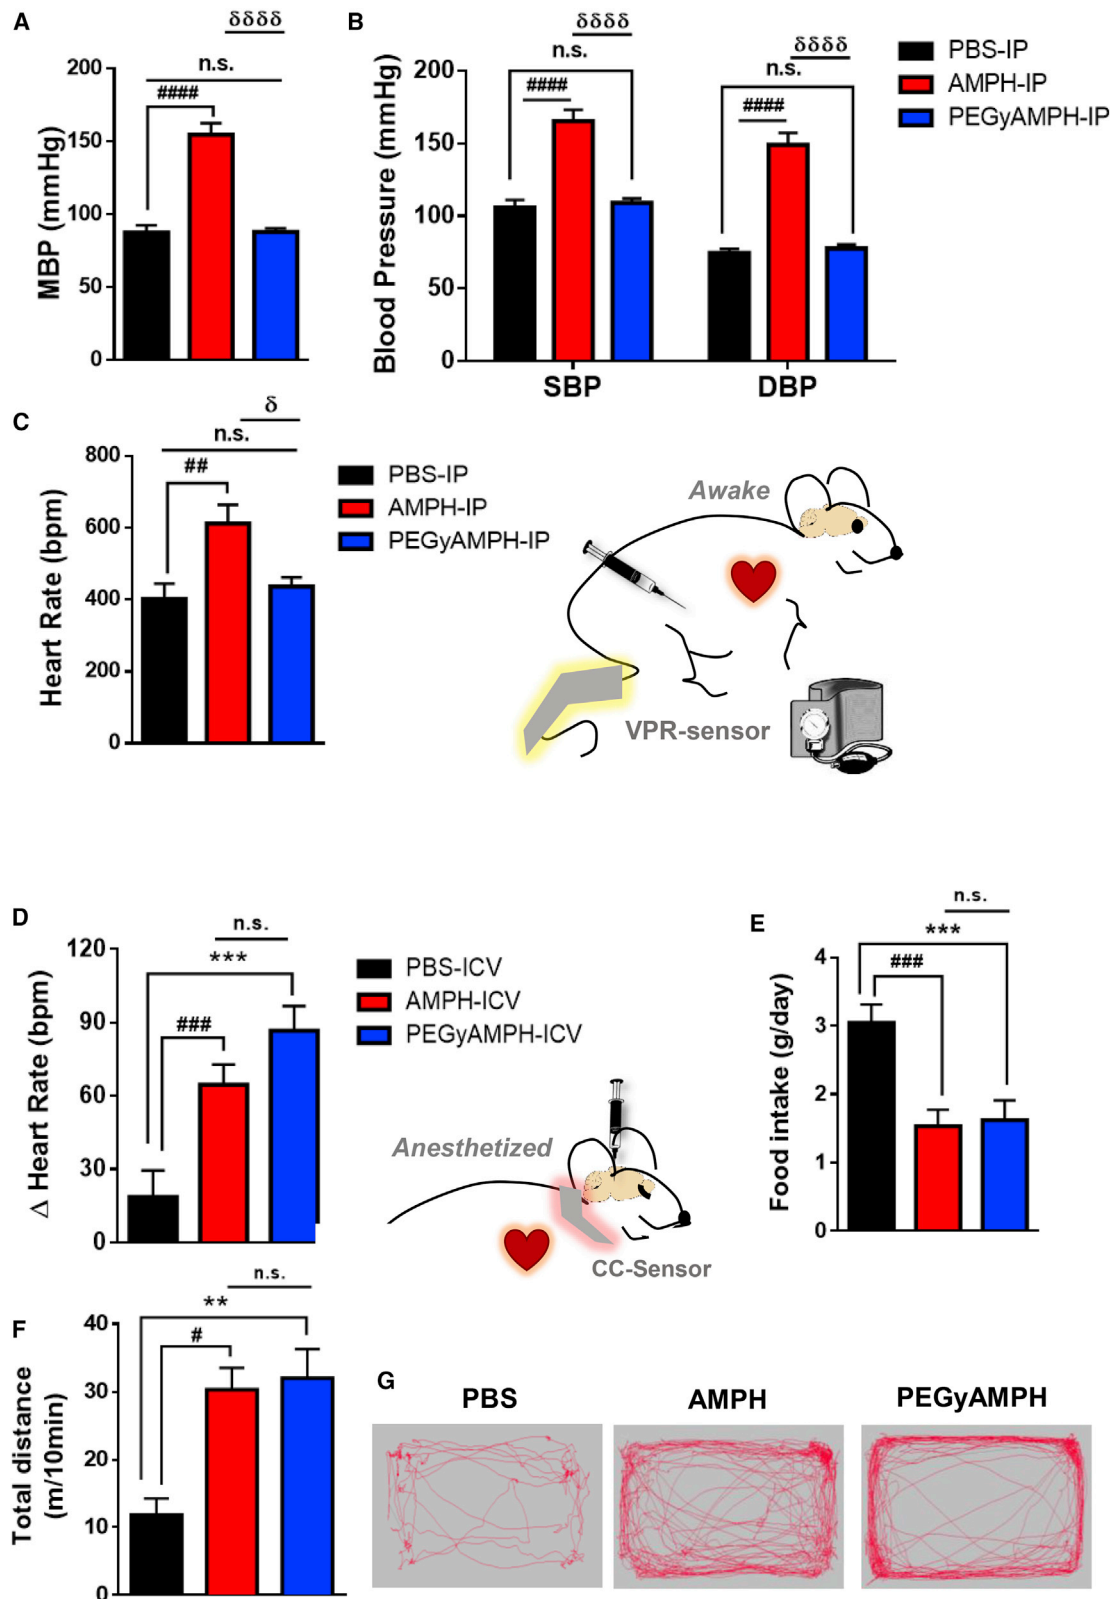 A
δδδδ
n.s.
####
200
150
100
50
0
MBP (mmHg)
B
δδδδ
n.s.
####
δδδδ
n.s.
####
200
150
100
50
0
Blood Pressure (mmHg)
SBP
DBP
PBS-IP
AMPH-IP
PEGyAMPH-IP
C
δ
n.s.
##
800
600
400
200
0
Heart Rate (bpm)
PBS-IP
AMPH-IP
PEGyAMPH-IP
Awake
VPR-sensor
D
n.s.
***
###
120
90
60
30
0
Δ Heart Rate (bpm)
PBS-ICV
AMPH-ICV
PEGyAMPH-ICV
Anesthetized
CC-Sensor
E
n.s.
***
###
4
3
2
1
0
Food intake (g/day)
F
n.s.
**
#
40
30
20
10
0
Total distance
(m/10min)
G
PBS
AMPH
PEGyAMPH